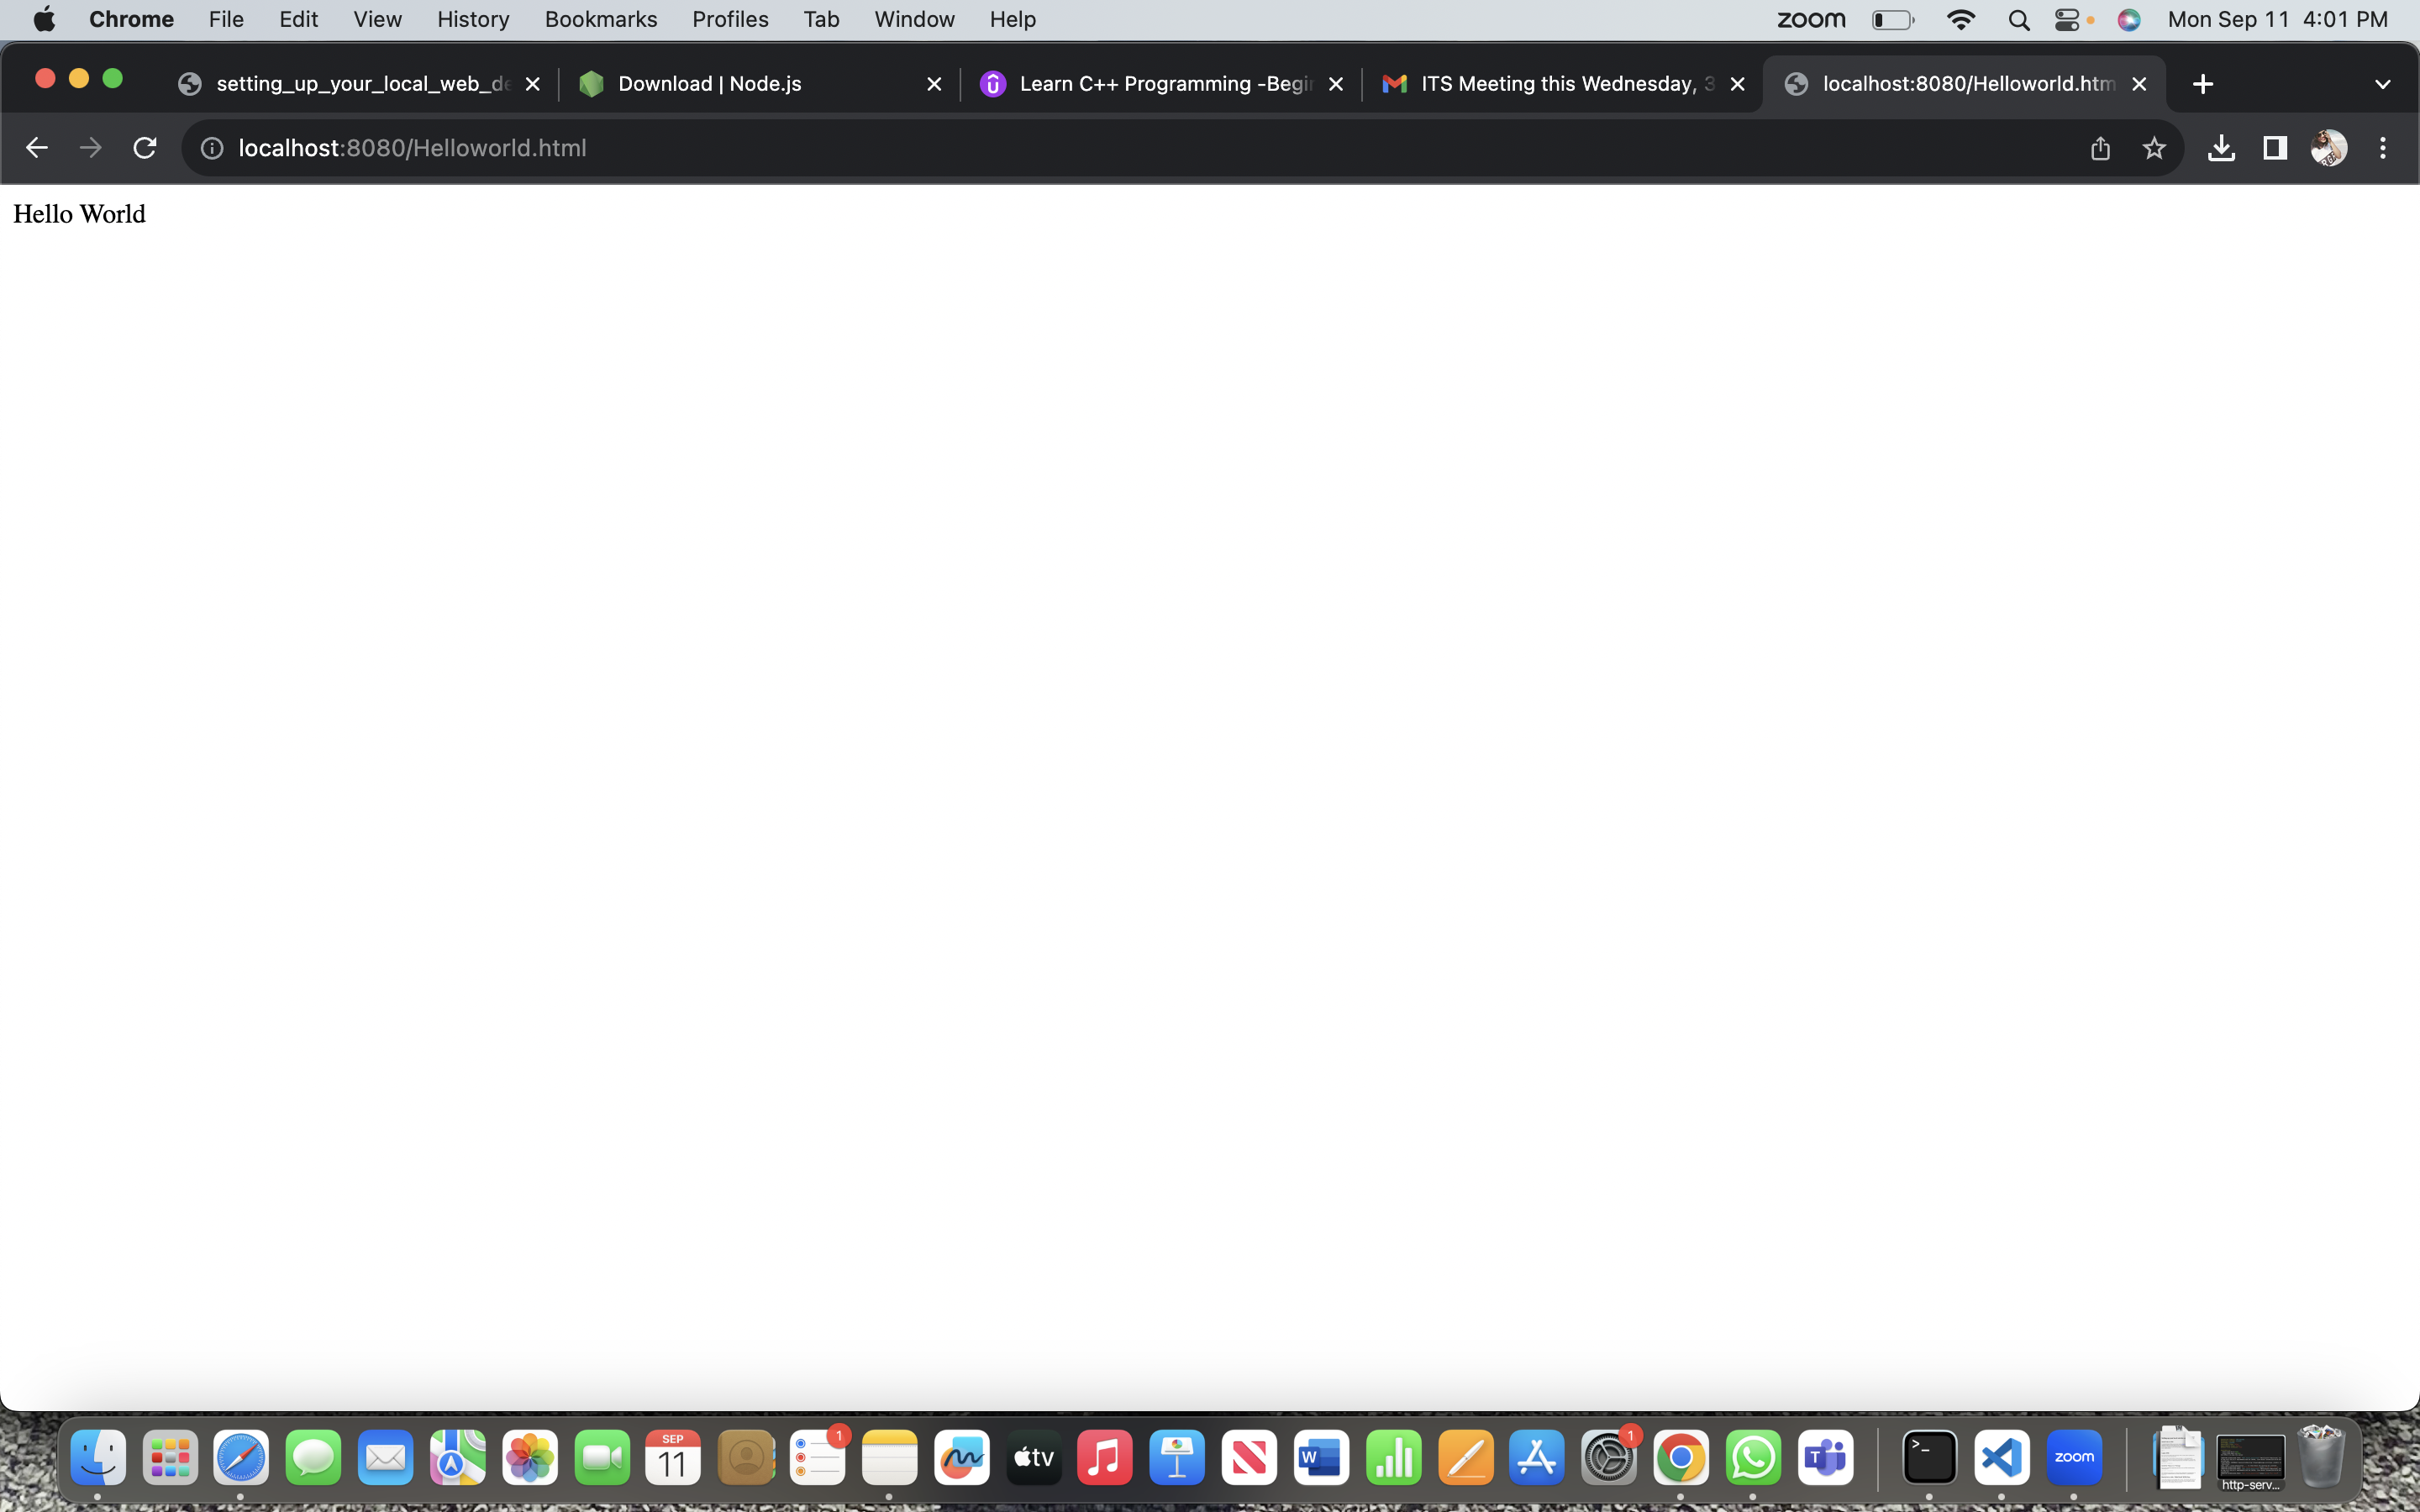 Chrome File Edit View History Bookmarks Profiles Tab Window Help zoom Mon Sep 11 4:01 PM
setting_up_your_local_web_de Download | Node.js Learn C++ Programming -Begin ITS Meeting this Wednesday, 3 localhost:8080/Helloworld.htm
localhost:8080/Helloworld.html
Hello World
SEP
11
1
tv
W
1
T
>_
zoom
http-serv...